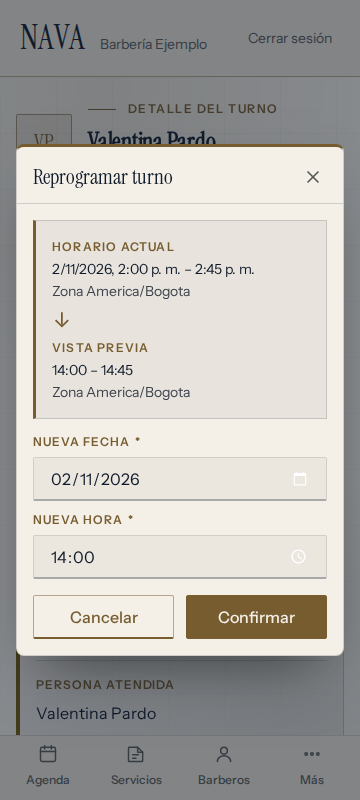 NAVA Barbería Ejemplo Cerrar sesión
DETALLE DEL TURNO
VP Valentina Pardo
Reprogramar turno
HORARIO ACTUAL
2/11/2026, 2:00 p. m. – 2:45 p. m.
Zona America/Bogota
VISTA PREVIA
14:00 – 14:45
Zona America/Bogota
NUEVA FECHA *
02/11/2026
NUEVA HORA *
14:00
Cancelar Confirmar
PERSONA ATENDIDA
Valentina Pardo
Agenda Servicios Barberos Más